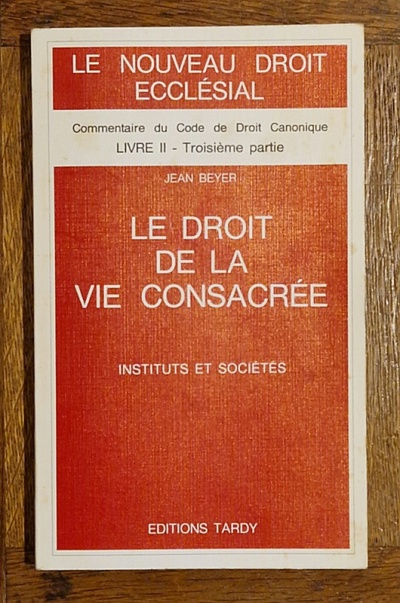 LE NOUVEAU DROIT
ECCLÉSIAL
Commentaire du Code de Droit Canonique
LIVRE II - Troisième partie
JEAN BEYER
LE DROIT
DE LA
VIE CONSACRÉE
INSTITUTS ET SOCIÉTÉS
EDITIONS TARDY